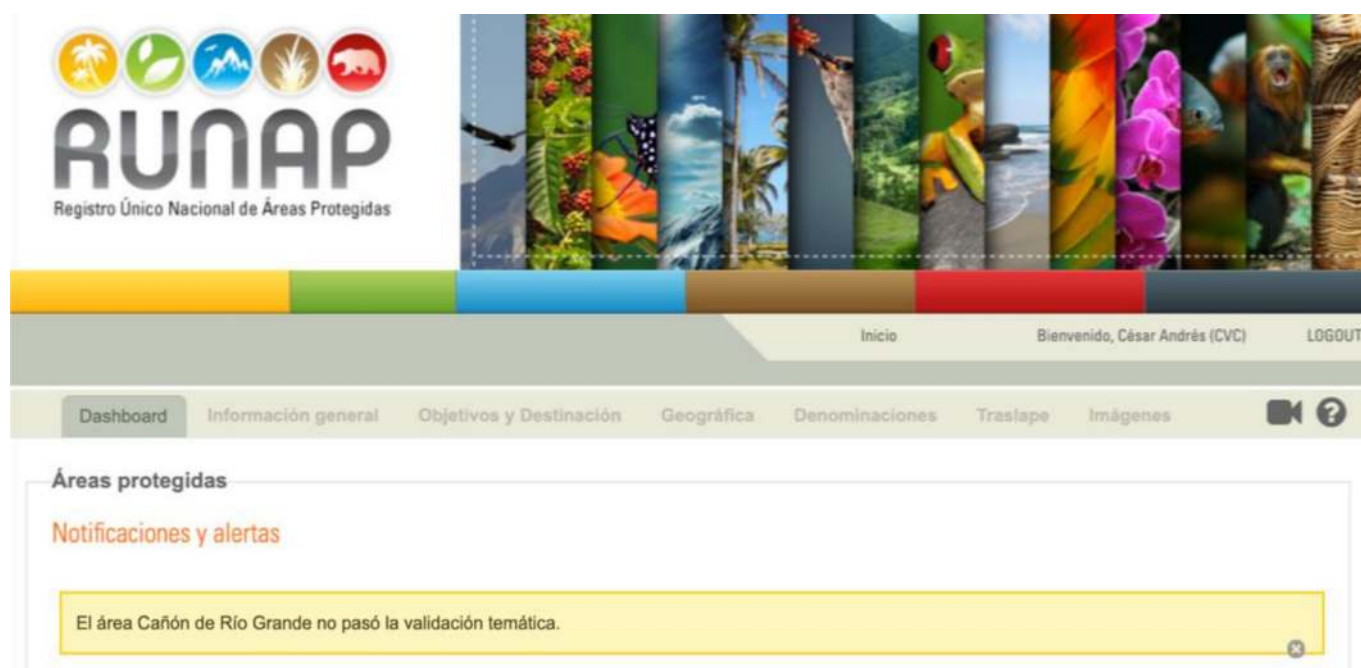 RUNAP
Registro Único Nacional de Áreas Protegidas
Inicio Bienvenido, César Andrés (CVC) LOGOUT
Dashboard Información general Objetivos y Destinación Geográfica Denominaciones Traslape Imágenes
Áreas protegidas
Notificaciones y alertas
El área Cañón de Río Grande no pasó la validación temática.